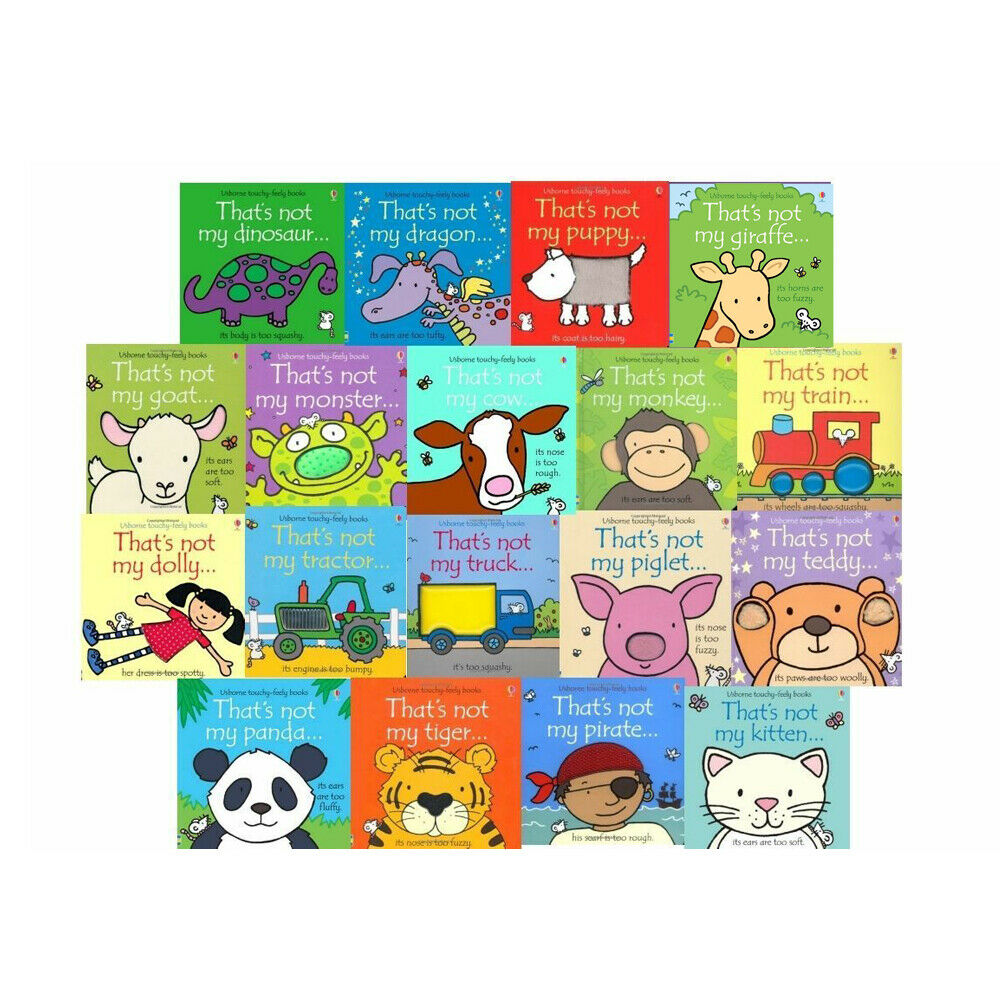 Usborne touchy-feely books
That's not
my dinosaur...
its body is too squashy.
Usborne touchy-feely books
That's not
my dragon...
its ears are too tufty.
Usborne touchy-feely books
That's not
my puppy...
its coat is too hairy.
Usborne touchy-feely books
That's not
my giraffe...
its horns are
too fuzzy.
Usborne touchy-feely books
That's not
my goat...
its ears
are too
soft.
Usborne touchy-feely books
That's not
my monster...
Usborne touchy-feely books
That's not
my cow...
its nose
is too
rough.
That's not
my monkey...
its ears are too soft.
Usborne touchy-feely books
That's not
my train...
its wheels are too squashy.
Usborne touchy-feely books
That's not
my dolly...
her dress is too spotty.
Usborne touchy-feely books
That's not
my tractor...
its engine is too bumpy.
Usborne touchy-feely books
That's not
my truck...
it's too squashy.
Usborne touchy-feely books
That's not
my piglet...
its nose
is too
fuzzy.
Usborne touchy-feely books
That's not
my teddy...
its paws are too woolly.
Usborne touchy-feely books
That's not
my panda...
its ears
are too
fluffy.
Usborne touchy-feely books
That's not
my tiger...
its nose is too fuzzy.
Usborne touchy-feely books
That's not
my pirate...
his scarf is too rough.
Usborne touchy-feely books
That's not
my kitten...
its ears are too soft.